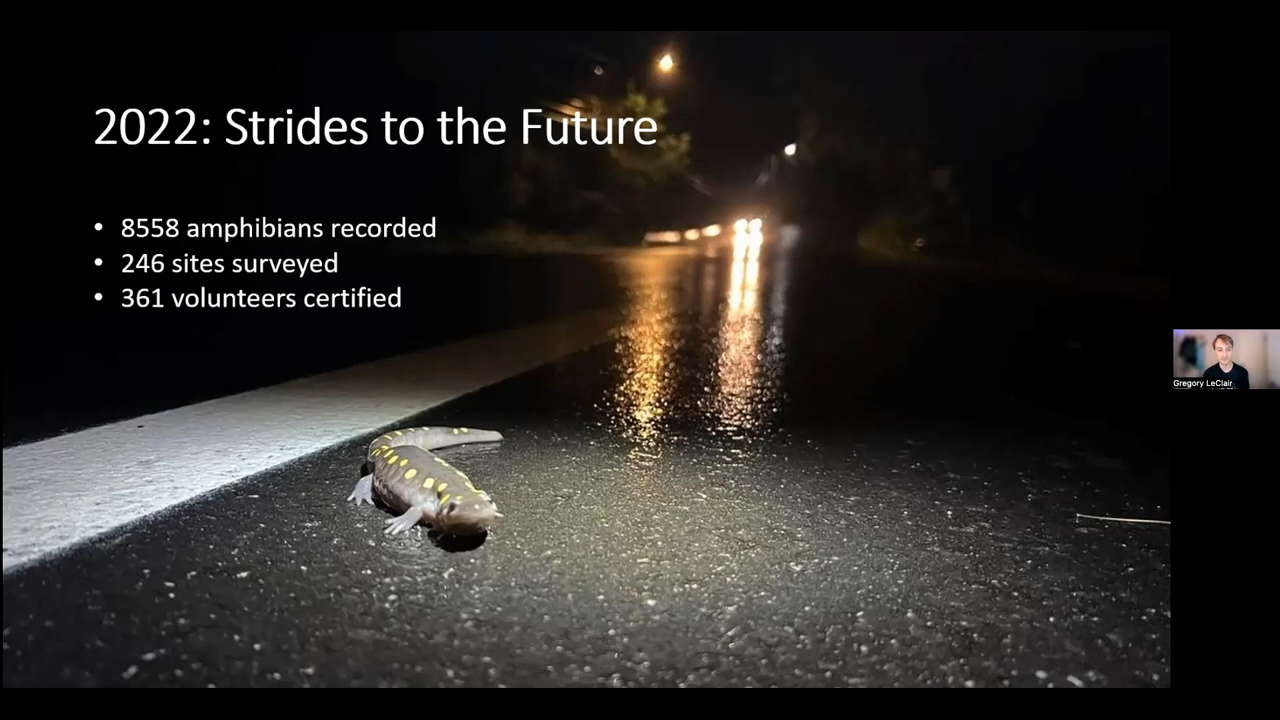 2022: Strides to the Future
• 8558 amphibians recorded
• 246 sites surveyed
• 361 volunteers certified
Gregory LeClair